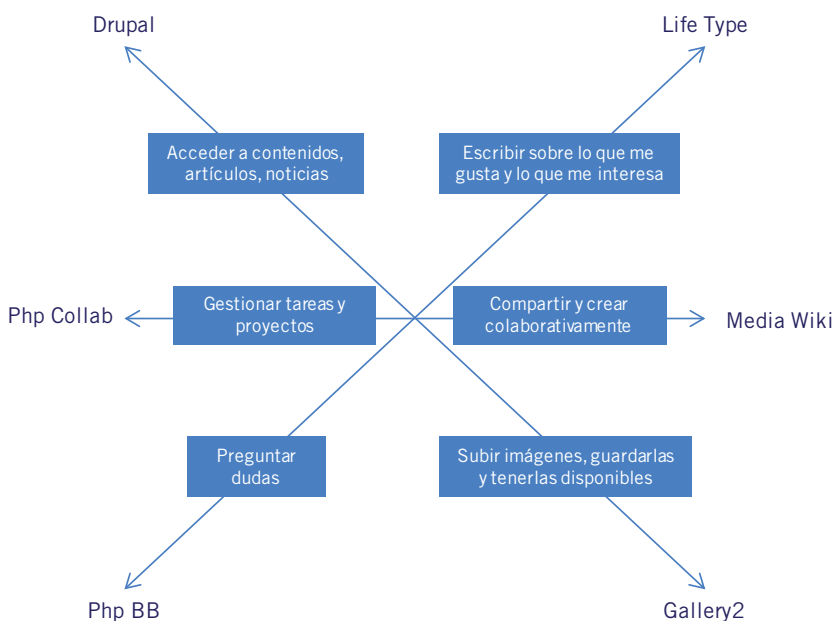 Drupal
Life Type
Acceder a contenidos,
artículos, noticias
Escribir sobre lo que me
gusta y lo que me interesa
Php Collab
Gestionar tareas y
proyectos
Compartir y crear
colaborativamente
Media Wiki
Preguntar
dudas
Subir imágenes, guardarlas
y tenerlas disponibles
Php BB
Gallery2